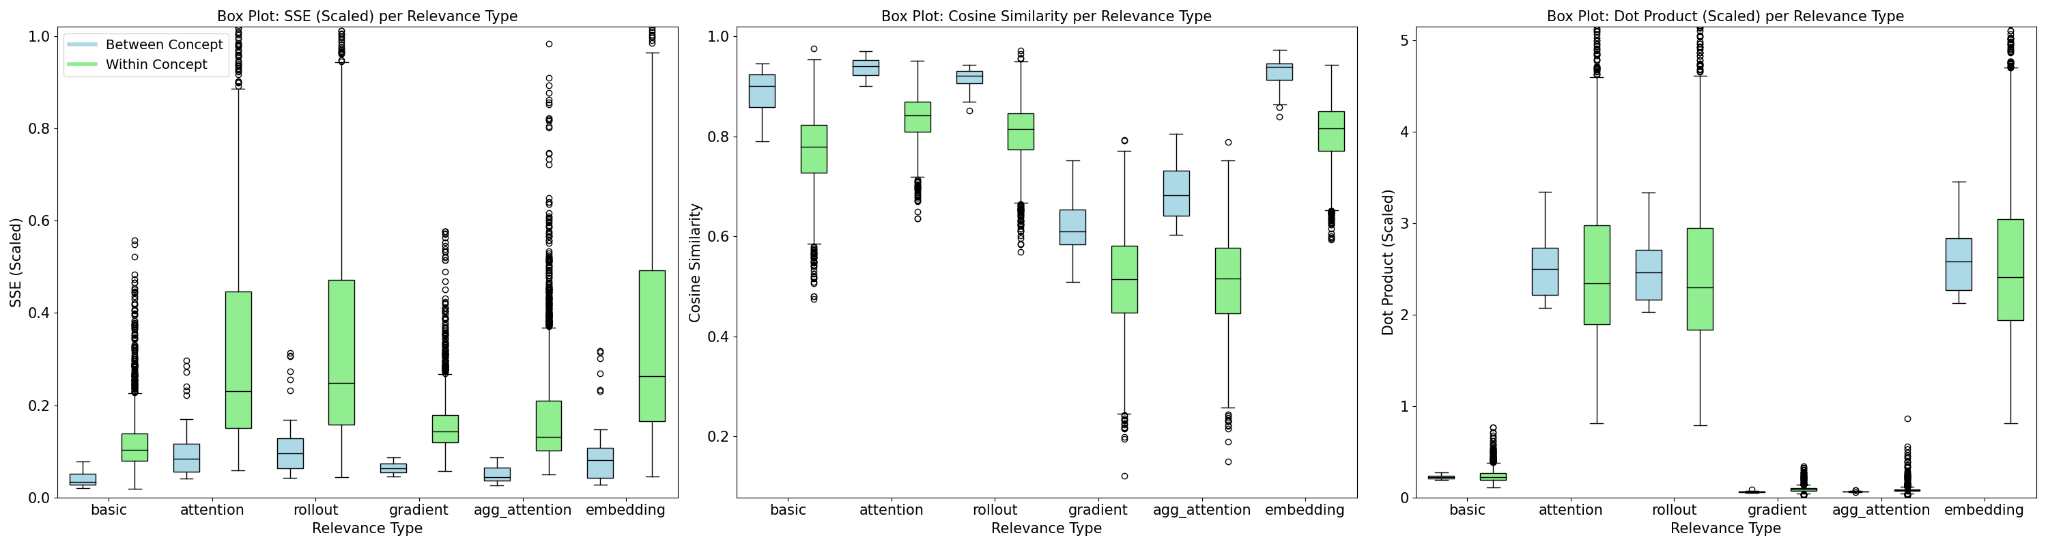 Box Plot: SSE (Scaled) per Relevance Type
1.0
0.8
0.6
0.4
0.2
0.0
SSE (Scaled)
Between Concept
Within Concept
basic attention rollout gradient agg_attention embedding
Relevance Type
Box Plot: Cosine Similarity per Relevance Type
1.0
0.8
0.6
0.4
0.2
Cosine Similarity
basic attention rollout gradient agg_attention embedding
Relevance Type
Box Plot: Dot Product (Scaled) per Relevance Type
5
4
3
2
1
0
Dot Product (Scaled)
basic attention rollout gradient agg_attention embedding
Relevance Type